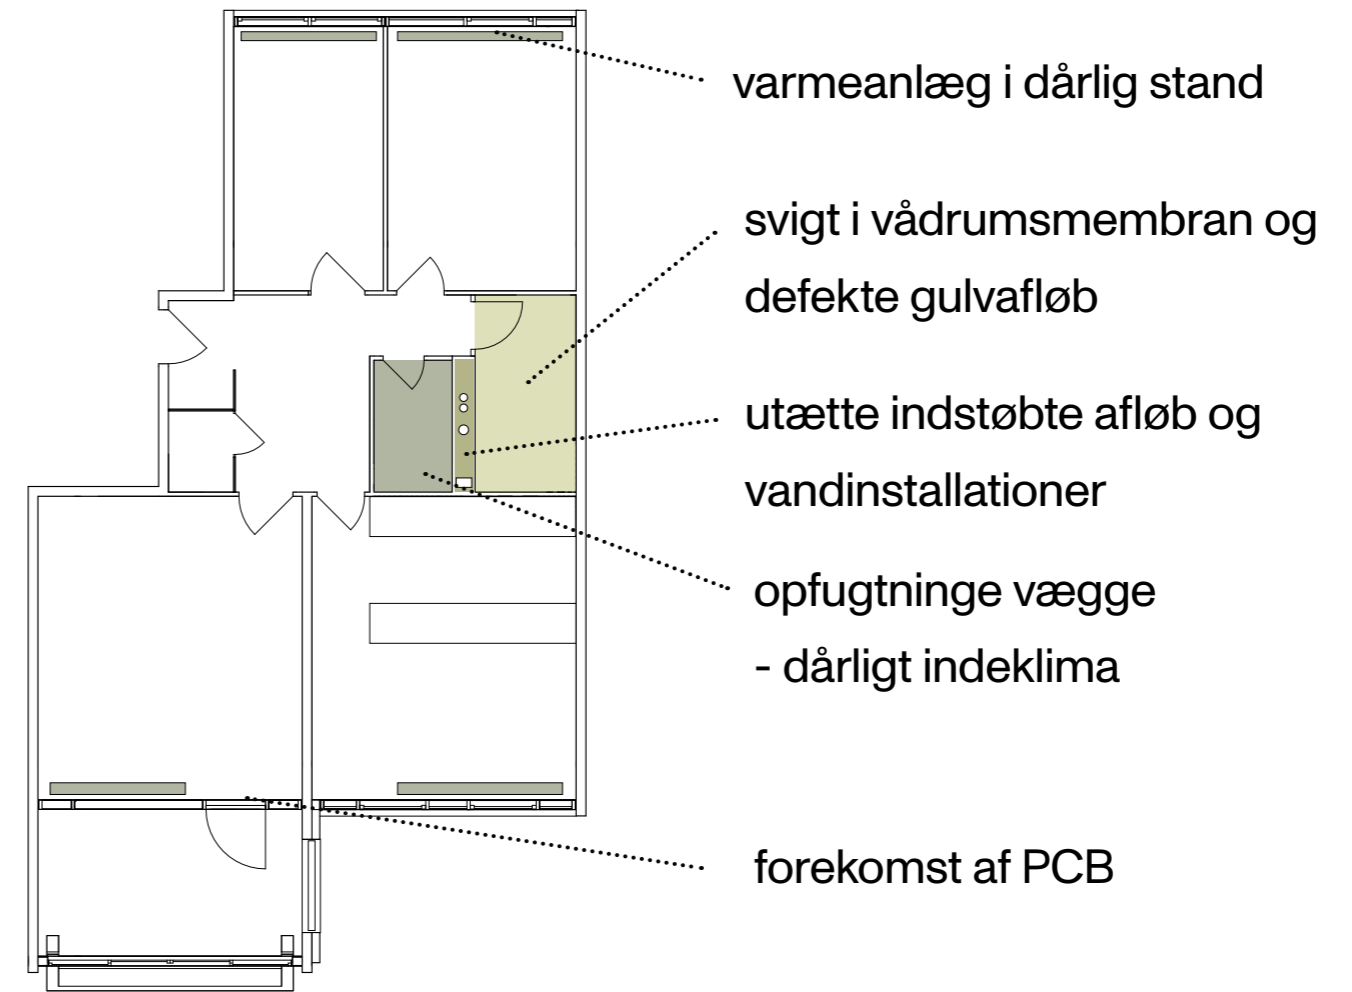 varmeanlæg i dårlig stand
svigt i vådrumsmembran og
defekte gulvafløb
utætte indstøbte afløb og
vandinstallationer
opfugtninge vægge
- dårligt indeklima
forekomst af PCB